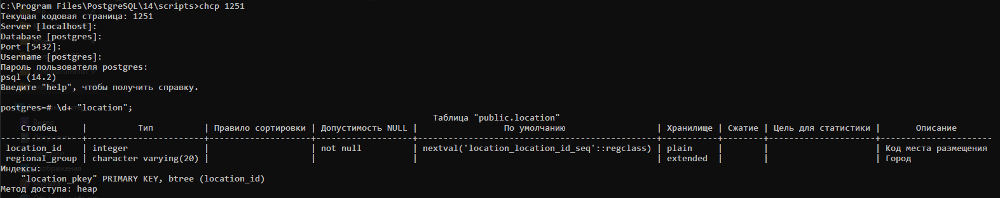 C:\Program Files\PostgreSQL\14\scripts>chcp 1251
Текущая кодовая страница: 1251
Server [localhost]:
Database [postgres]:
Port [5432]:
Username [postgres]:
Пароль пользователя postgres:
psql (14.2)
Введите "help", чтобы получить справку.
postgres=# \d+ "location";
Таблица "public.location"
Столбец | Тип | Правило сортировки | Допустимость NULL | По умолчанию | Хранилище | Сжатие | Цель для статистики | Описание
location_id | integer | | not null | nextval('location_location_id_seq'::regclass) | plain | | | Код места размещения
regional_group | character varying(20) | | | | extended | | | Город
Индексы:
"location_pkey" PRIMARY KEY, btree (location_id)
Метод доступа: heap